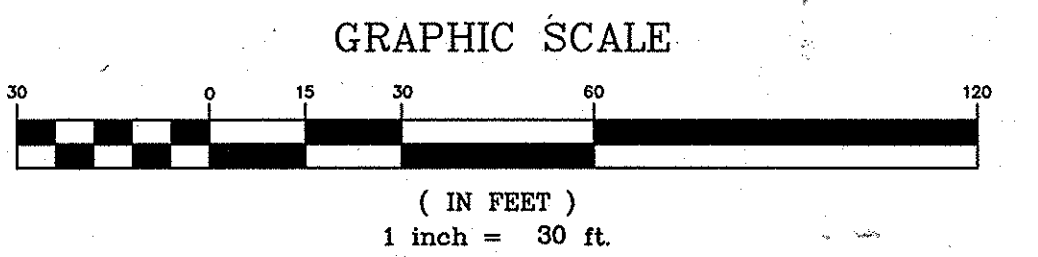 GRAPHIC SCALE
30 0 15 30 60 120
( IN FEET )
1 inch = 30 ft.